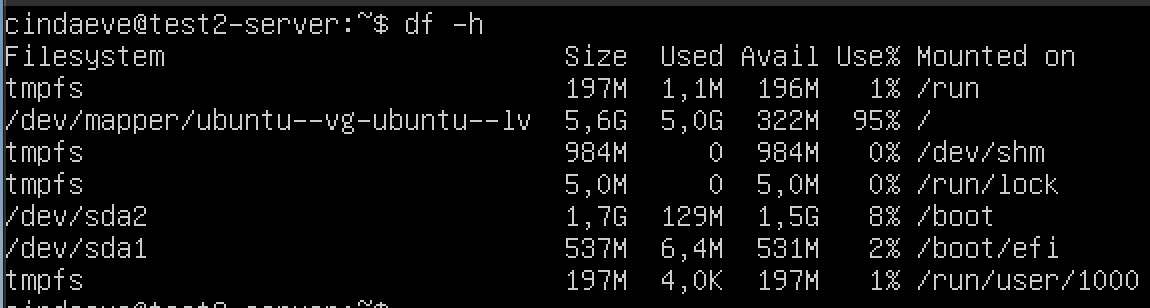 cindaeve@test2-server:~$ df -h
Filesystem Size Used Avail Use% Mounted on
tmpfs 197M 1,1M 196M 1% /run
/dev/mapper/ubuntu--vg-ubuntu--lv 5,6G 5,0G 322M 95% /
tmpfs 984M 0 984M 0% /dev/shm
tmpfs 5,0M 0 5,0M 0% /run/lock
/dev/sda2 1,7G 129M 1,5G 8% /boot
/dev/sda1 537M 6,4M 531M 2% /boot/efi
tmpfs 197M 4,0K 197M 1% /run/user/1000
cindaeve@test2-server:~$